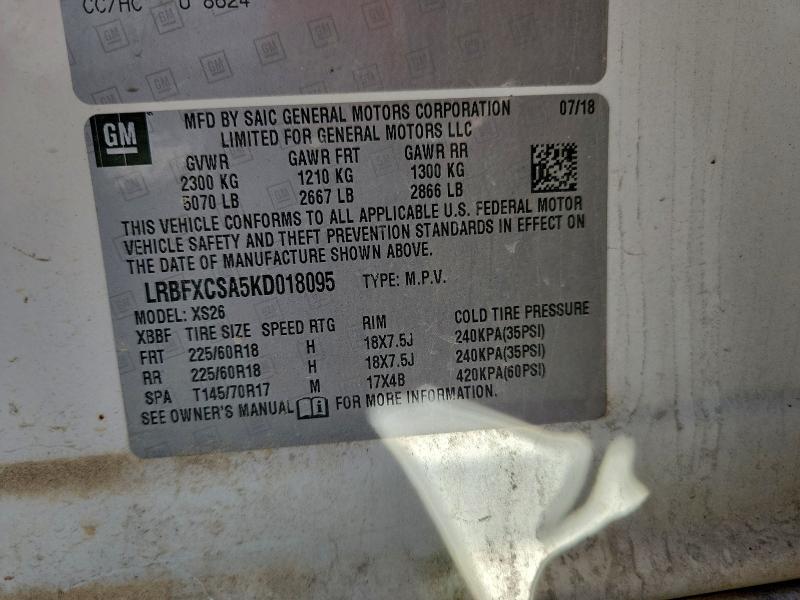 CC/HC U 8624
GM
MFD BY SAIC GENERAL MOTORS CORPORATION 07/18
LIMITED FOR GENERAL MOTORS LLC
GVWR GAWR FRT GAWR RR
2300 KG 1210 KG 1300 KG
5070 LB 2667 LB 2866 LB
THIS VEHICLE CONFORMS TO ALL APPLICABLE U.S. FEDERAL MOTOR
VEHICLE SAFETY AND THEFT PREVENTION STANDARDS IN EFFECT ON
THE DATE OF MANUFACTURE SHOWN ABOVE.
LRBFXCSA5KD018095 TYPE: M.P.V.
MODEL: XS26
XBBF TIRE SIZE SPEED RTG RIM COLD TIRE PRESSURE
FRT 225/60R18 H 18X7.5J 240KPA(35PSI)
RR 225/60R18 H 18X7.5J 240KPA(35PSI)
SPA T145/70R17 M 17X4B 420KPA(60PSI)
SEE OWNER'S MANUAL FOR MORE INFORMATION.